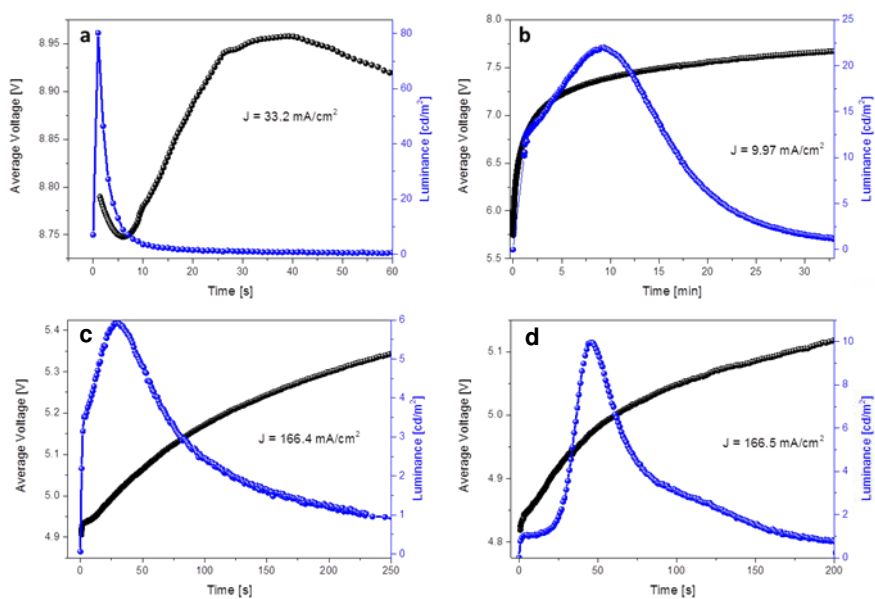 a
Average Voltage [V]
8.95
8.90
8.85
8.80
8.75
J = 33.2 mA/cm²
80
60
40
20
0
Luminance [cd/m²]
0 10 20 30 40 50 60
Time [s]
b
Average Voltage [V]
8.0
7.5
7.0
6.5
6.0
5.5
J = 9.97 mA/cm²
25
20
15
10
5
0
Luminance [cd/m²]
0 5 10 15 20 25 30
Time [min]
c
Average Voltage [V]
5.4
5.3
5.2
5.1
5.0
4.9
J = 166.4 mA/cm²
6
5
4
3
2
1
0
Luminance [cd/m²]
0 50 100 150 200 250
Time [s]
d
Average Voltage [V]
5.1
5.0
4.9
4.8
J = 166.5 mA/cm²
10
8
6
4
2
0
Luminance [cd/m²]
0 50 100 150 200
Time [s]